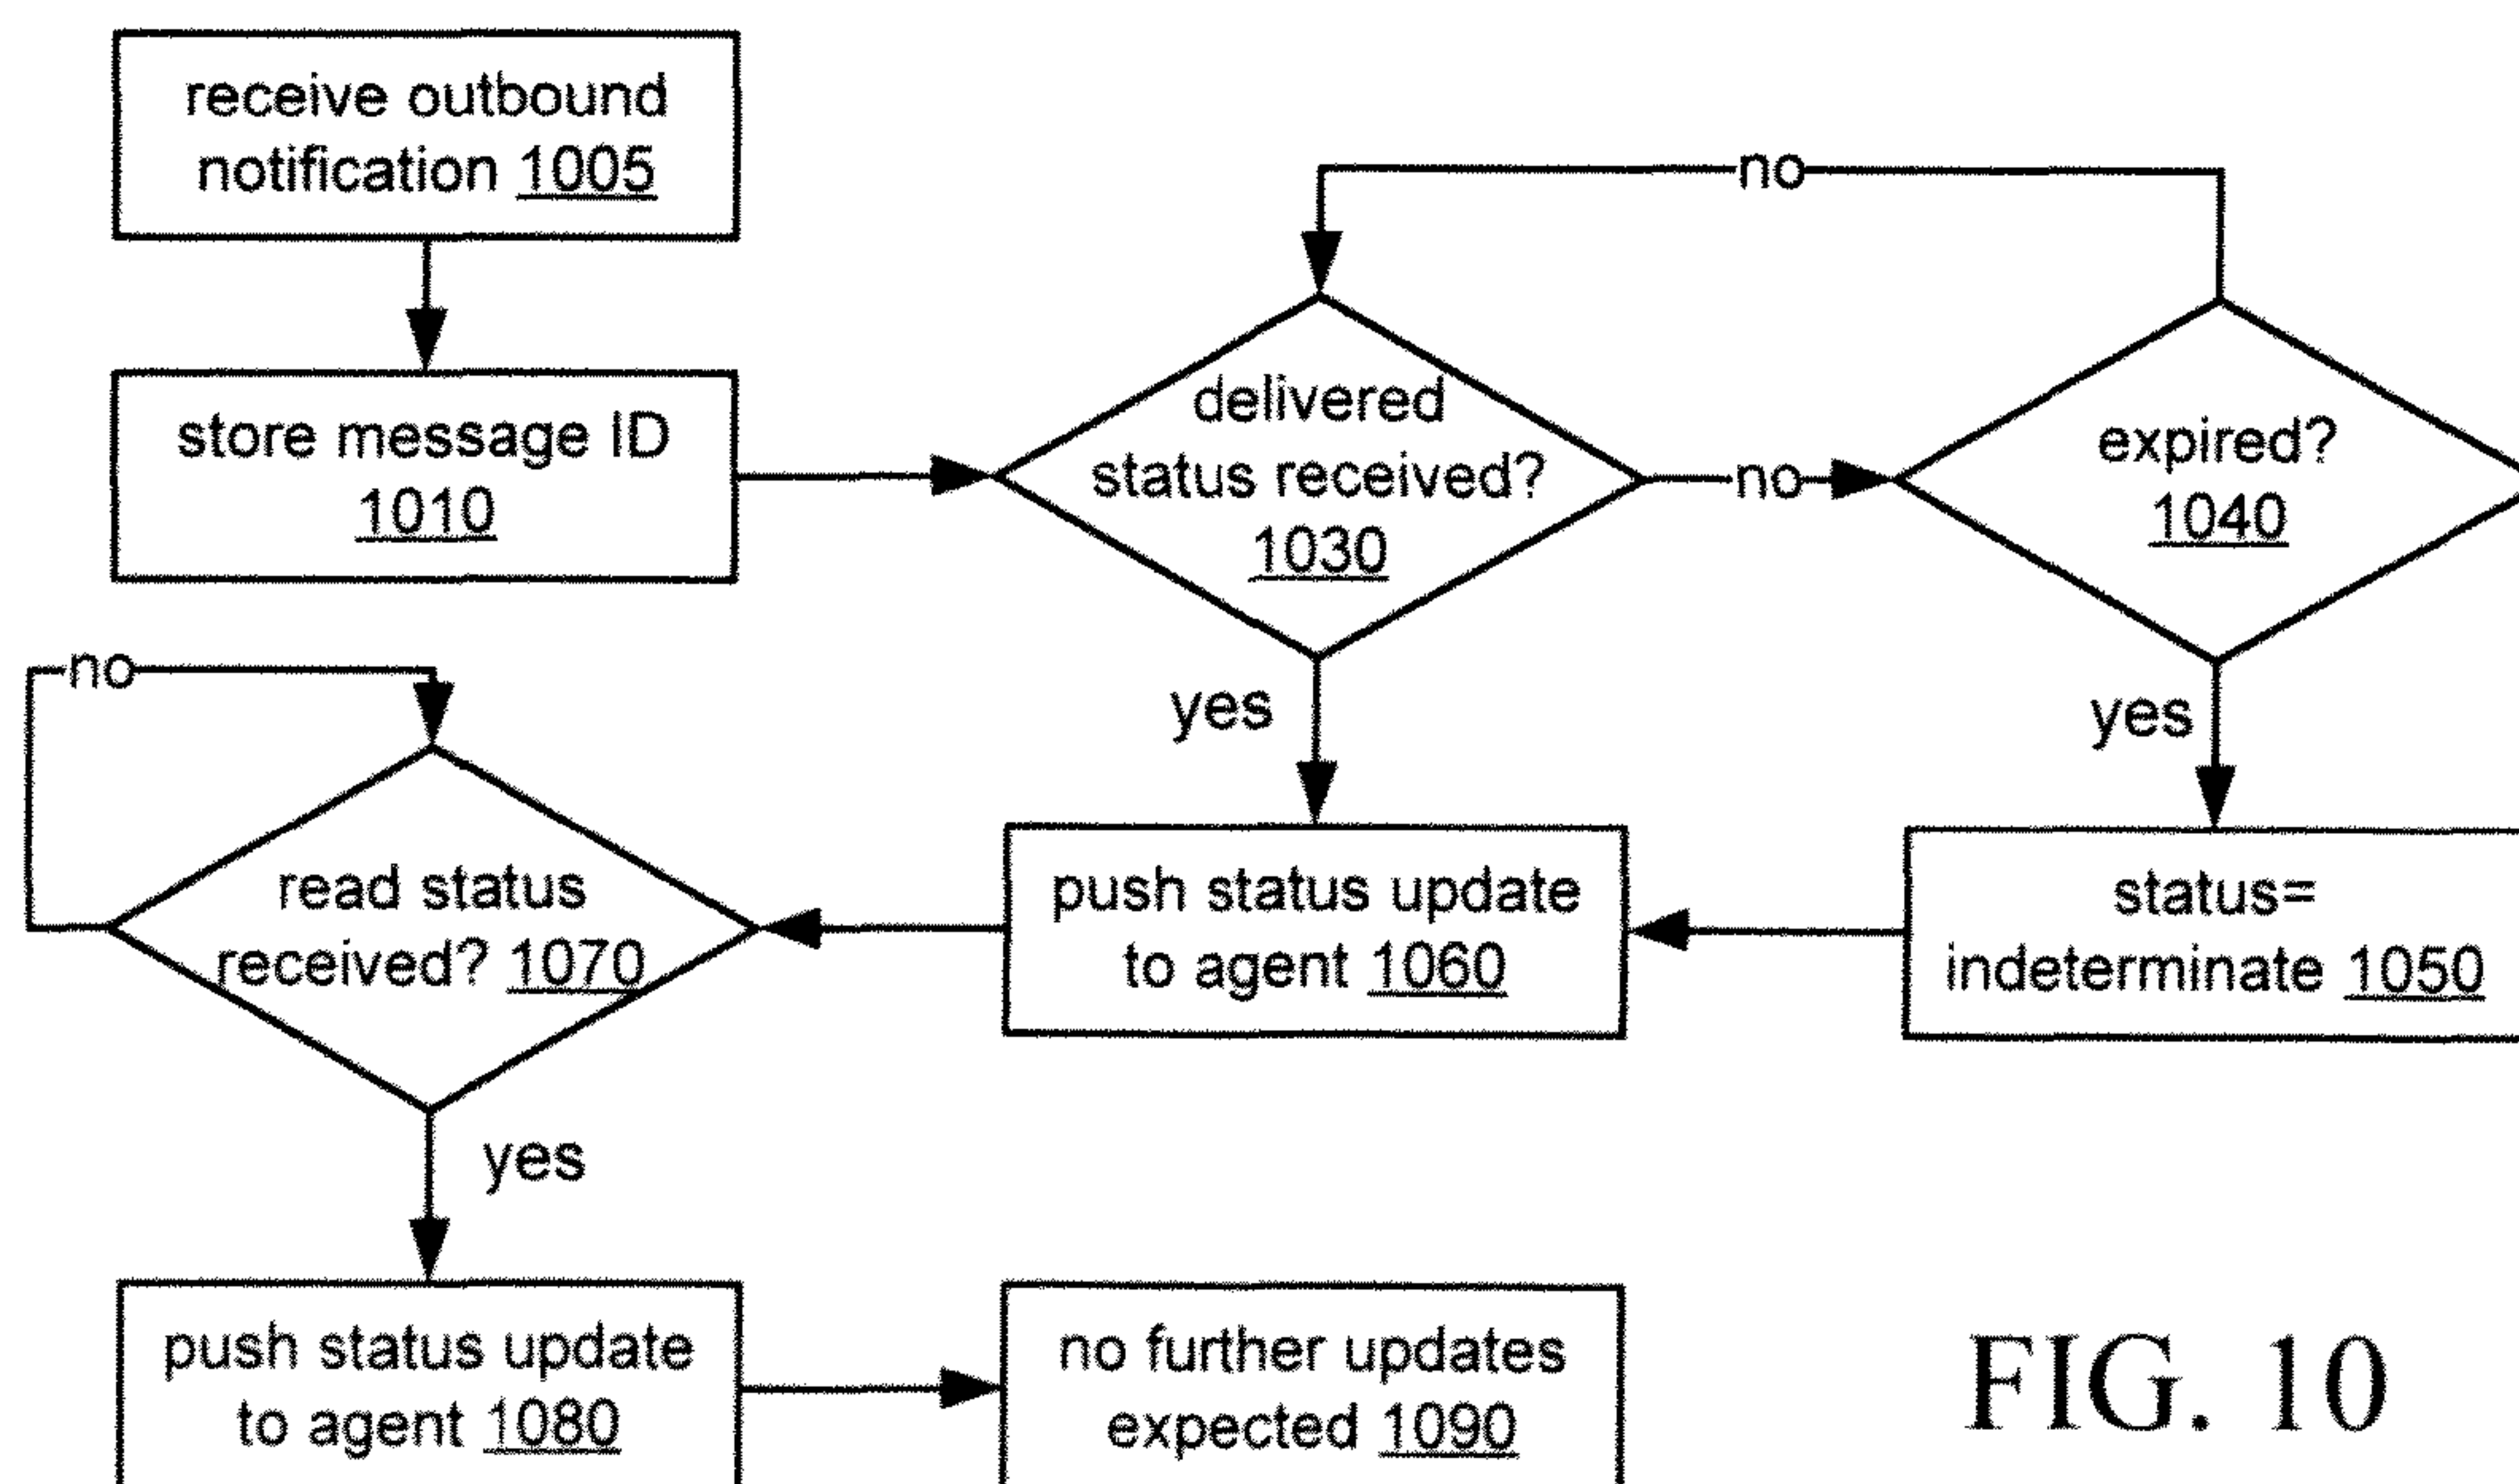 receive outbound
notification 1005
store message ID
1010
delivered
status received?
1030
no
expired?
1040
no
yes
yes
status=
indeterminate 1050
push status update
to agent 1060
read status
received? 1070
no
yes
push status update
to agent 1080
no further updates
expected 1090
FIG. 10